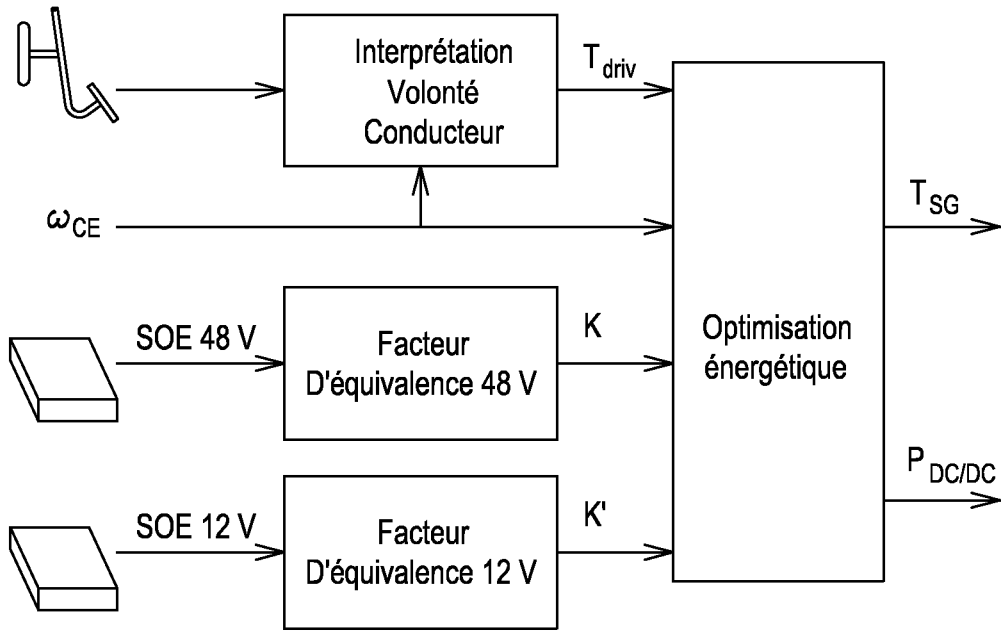 Interprétation
Volonté
Conducteur
T driv
ω CE
T SG
SOE 48 V
Facteur
D'équivalence 48 V
K
Optimisation
énergétique
P DC/DC
SOE 12 V
Facteur
D'équivalence 12 V
K'